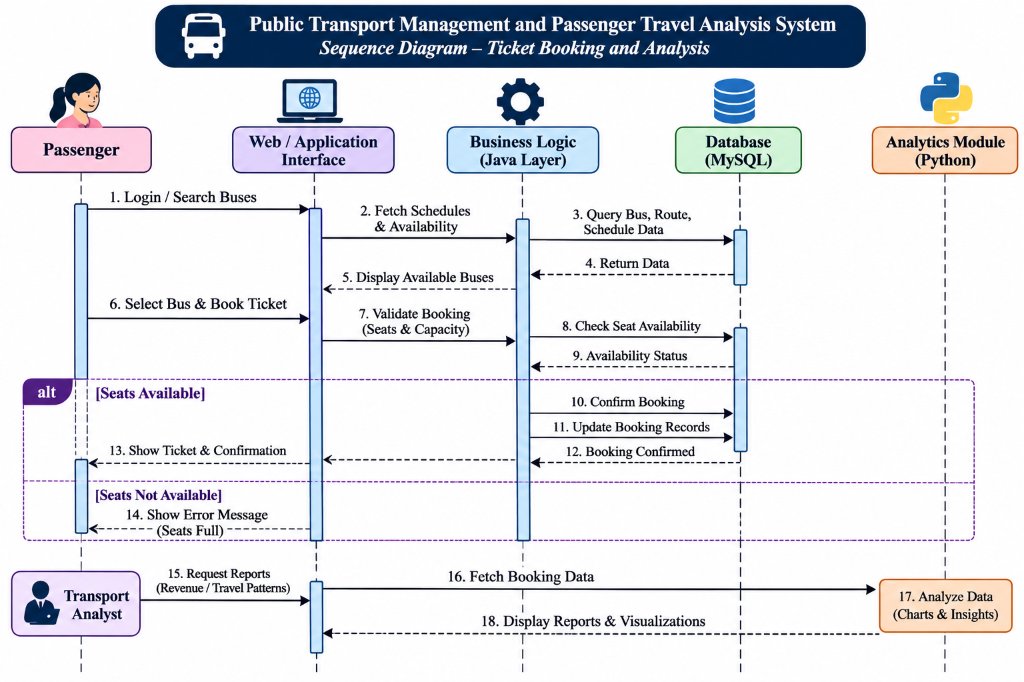 Public Transport Management and Passenger Travel Analysis System
Sequence Diagram – Ticket Booking and Analysis
Passenger
Web / Application
Interface
Business Logic
(Java Layer)
Database
(MySQL)
Analytics Module
(Python)
1. Login / Search Buses
2. Fetch Schedules
& Availability
3. Query Bus, Route,
Schedule Data
4. Return Data
5. Display Available Buses
6. Select Bus & Book Ticket
7. Validate Booking
(Seats & Capacity)
8. Check Seat Availability
9. Availability Status
alt
[Seats Available]
10. Confirm Booking
11. Update Booking Records
12. Booking Confirmed
13. Show Ticket & Confirmation
[Seats Not Available]
14. Show Error Message
(Seats Full)
Transport
Analyst
15. Request Reports
(Revenue / Travel Patterns)
16. Fetch Booking Data
17. Analyze Data
(Charts & Insights)
18. Display Reports & Visualizations